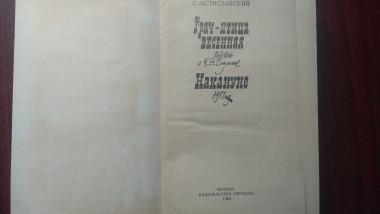 С. МСТИСЛАВСКИЙ
Грач - птица
весенняя
повесть
о Н. Э. Баумане
Накануне
1917 год
МОСКВА
ИЗДАТЕЛЬСТВО «ПРАВДА»